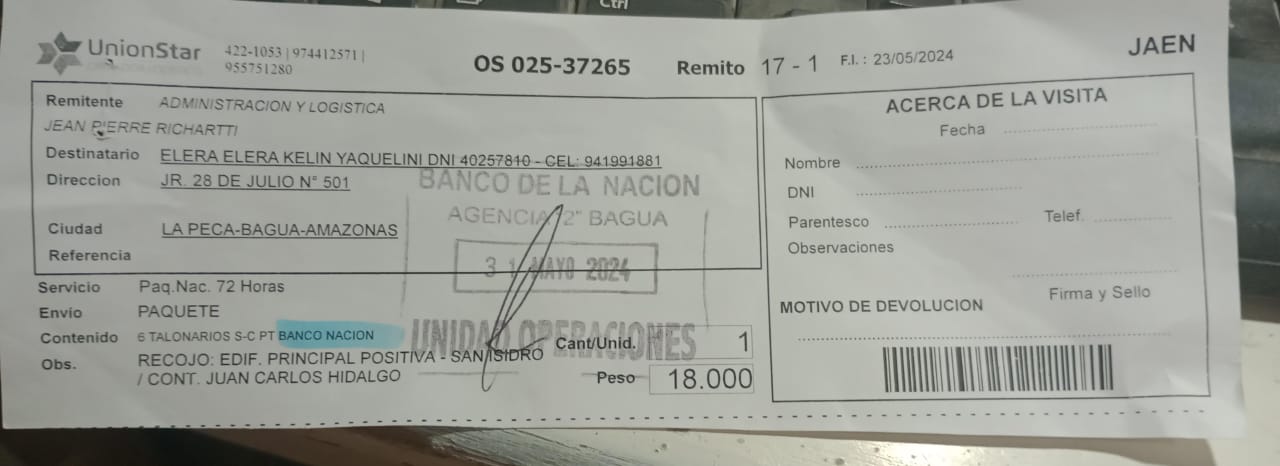 Ctrl
UnionStar
422-1053 | 974412571 |
955751280
OS 025-37265
Remito 17 - 1
F.I. : 23/05/2024
JAEN
Remitente ADMINISTRACION Y LOGISTICA
JEAN PIERRE RICHARTTI
Destinatario ELERA ELERA KELIN YAQUELINI DNI 40257810 - CEL: 941991881
Direccion JR. 28 DE JULIO N° 501
BANCO DE LA NACION
AGENCIA "2" BAGUA
Ciudad LA PECA-BAGUA-AMAZONAS
Referencia
31 MAYO 2024
UNIDAD OPERACIONES
Servicio Paq.Nac. 72 Horas
Envio PAQUETE
Contenido 6 TALONARIOS S-C PT BANCO NACION
Cant/Unid. 1
Obs. RECOJO: EDIF. PRINCIPAL POSITIVA - SAN ISIDRO
/ CONT. JUAN CARLOS HIDALGO
Peso 18.000
ACERCA DE LA VISITA
Fecha
Nombre
DNI
Parentesco Telef.
Observaciones
Firma y Sello
MOTIVO DE DEVOLUCION